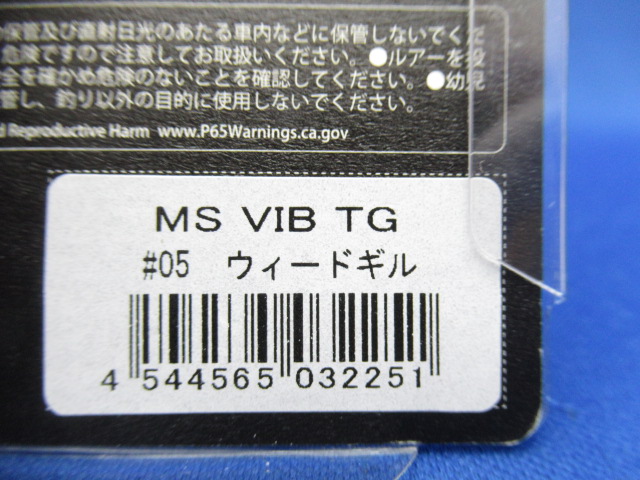 保管及び直射日光のあたる車内などに保管しないでくだ
危険ですので注意してお取扱いください。●ルアーを投
全を確かめ危険のないことを確認してください。●幼児
管し、釣り以外の目的に使用しないでください。
d Reproductive Harm www.P65Warnings.ca.gov
MS VIB TG
#05 ウィードギル
4 544565 032251